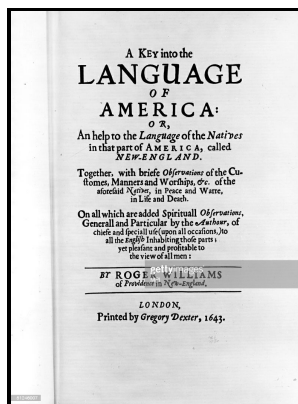 A KEY into the
LANGUAGE
OF
AMERICA:
OR,
An help to the Language of the Natives
in that part of AMERICA, called
NEW-ENGLAND.
Together, with briefe Observations of the Cu-
stomes, Manners and Worships, &c. of the
aforesaid Natives, in Peace and Warre,
in Life and Death.
On all which are added Spirituall Observations,
Generall and Particular by the Authour, of
chiefe and speciall use (upon all occasions,) to
all the English Inhabiting those parts;
yet pleasant and profitable to
the view of all men:
BY ROGER WILLIAMS
of Providence in New-England.
gettyimages
LONDON,
Printed by Gregory Dexter, 1643.